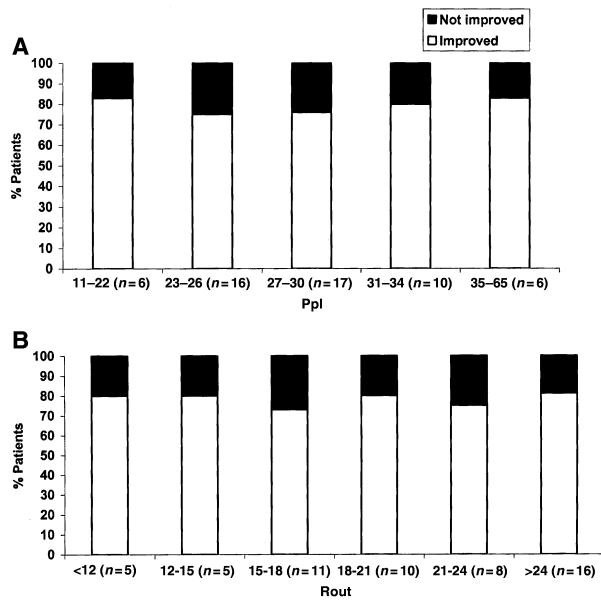 Not improved
Improved
A
100
90
80
70
60
50
40
30
20
10
0
% Patients
11–22 (n=6) 23–26 (n=16) 27–30 (n=17) 31–34 (n=10) 35–65 (n=6)
Ppl
B
100
90
80
70
60
50
40
30
20
10
0
% Patients
<12 (n=5) 12-15 (n=5) 15-18 (n=11) 18-21 (n=10) 21-24 (n=8) >24 (n=16)
Rout